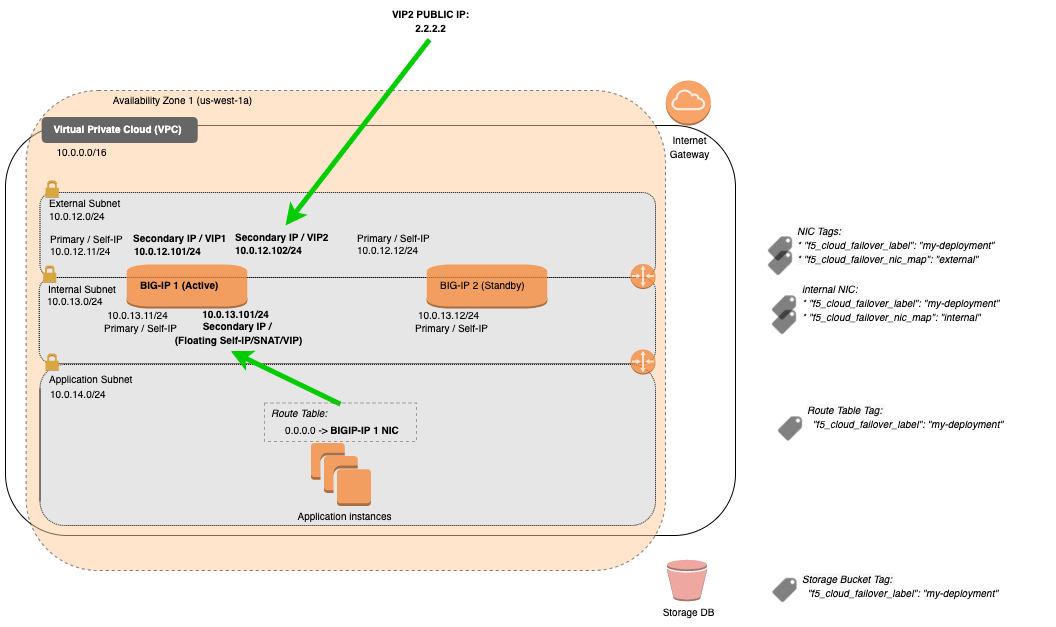 VIP2 PUBLIC IP:
2.2.2.2
Availability Zone 1 (us-west-1a)
Virtual Private Cloud (VPC)
10.0.0.0/16
Internet
Gateway
External Subnet
10.0.12.0/24
Primary / Self-IP
10.0.12.11/24
Secondary IP / VIP1
10.0.12.101/24
Secondary IP / VIP2
10.0.12.102/24
Primary / Self-IP
10.0.12.12/24
NIC Tags:
* "f5_cloud_failover_label": "my-deployment"
* "f5_cloud_failover_nic_map": "external"
Internal Subnet
10.0.13.0/24
BIG-IP 1 (Active)
BIG-IP 2 (Standby)
10.0.13.11/24
Primary / Self-IP
10.0.13.101/24
Secondary IP /
(Floating Self-IP/SNAT/VIP)
10.0.13.12/24
Primary / Self-IP
internal NIC:
* "f5_cloud_failover_label": "my-deployment"
* "f5_cloud_failover_nic_map": "internal"
Application Subnet
10.0.14.0/24
Route Table:
0.0.0.0 -> BIGIP-IP 1 NIC
Application instances
Route Table Tag:
"f5_cloud_failover_label": "my-deployment"
Storage DB
Storage Bucket Tag:
"f5_cloud_failover_label": "my-deployment"